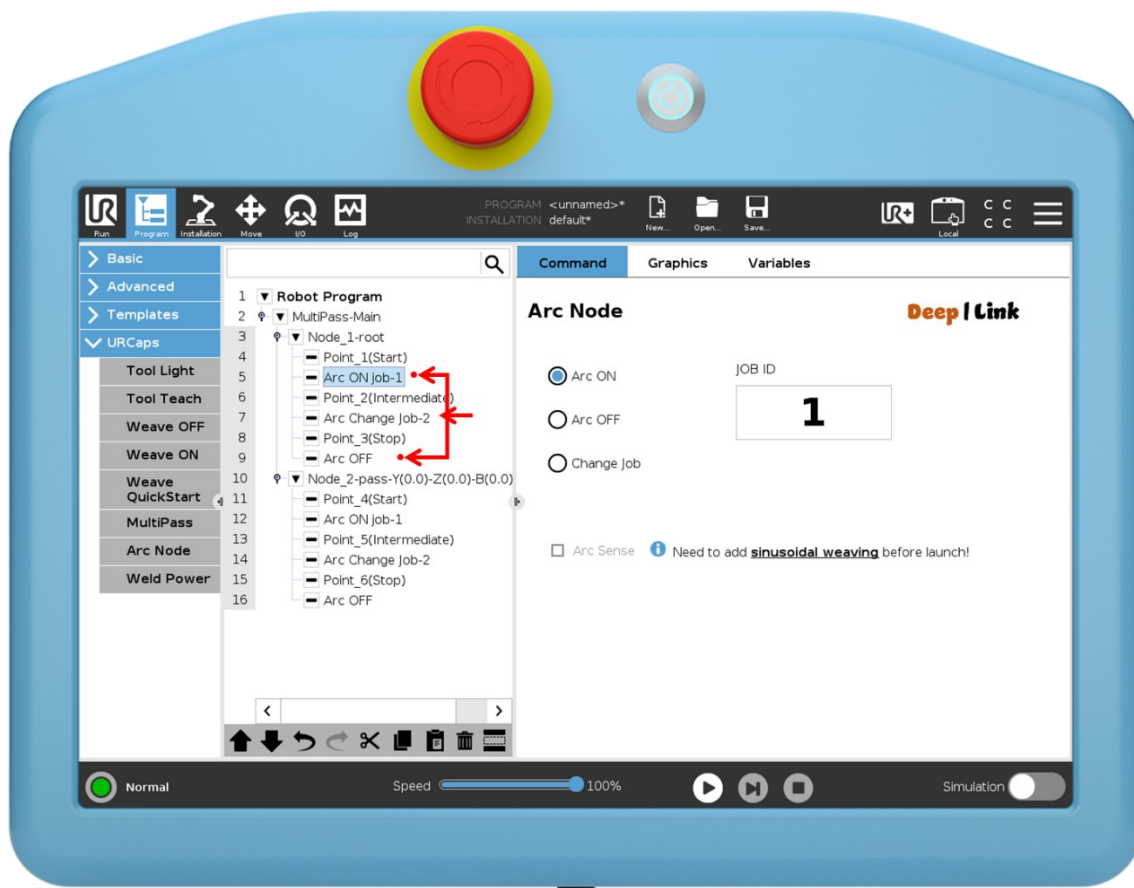 PROGRAM <unnamed>*
INSTALLATION default*
Run
Program
Installation
Move
I/O
Log
New...
Open...
Save...
UR+
Local
C C
C C
Basic
Advanced
Templates
URCaps
Tool Light
Tool Teach
Weave OFF
Weave ON
Weave
QuickStart
MultiPass
Arc Node
Weld Power
1 Robot Program
2 MultiPass-Main
3 Node_1-root
4 Point_1(Start)
5 Arc ON job-1
6 Point_2(Intermediate)
7 Arc Change Job-2
8 Point_3(Stop)
9 Arc OFF
10 Node_2-pass-Y(0.0)-Z(0.0)-B(0.0)
11 Point_4(Start)
12 Arc ON job-1
13 Point_5(Intermediate)
14 Arc Change Job-2
15 Point_6(Stop)
16 Arc OFF
Command Graphics Variables
Arc Node
Deep | Link
Arc ON
Arc OFF
Change Job
JOB ID
1
Arc Sense
Need to add sinusoidal weaving before launch!
Normal
Speed 100%
Simulation